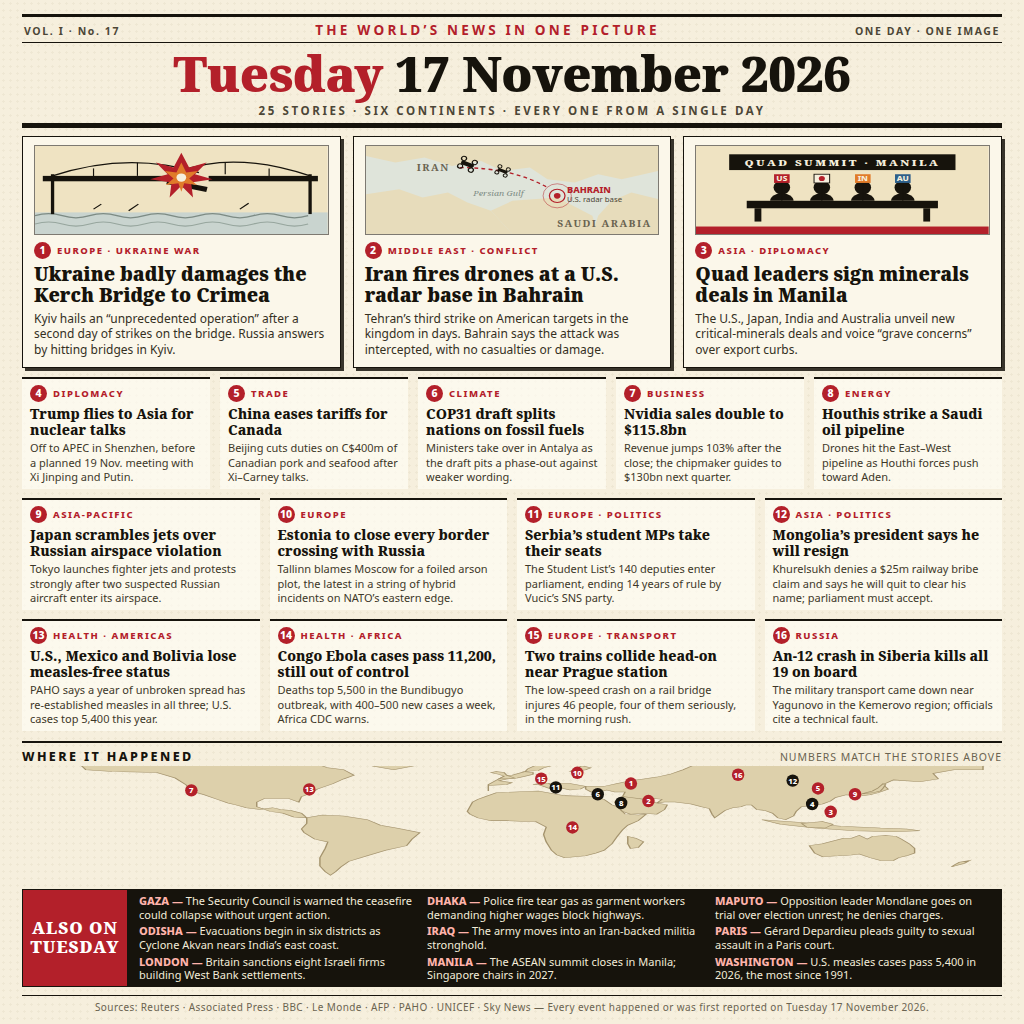 VOL. I · No. 17
THE WORLD’S NEWS IN ONE PICTURE
ONE DAY · ONE IMAGE
Tuesday 17 November 2026
25 STORIES · SIX CONTINENTS · EVERY ONE FROM A SINGLE DAY
IRAN
Persian Gulf
BAHRAIN
U.S. radar base
SAUDI ARABIA
QUAD SUMMIT · MANILA
US
IN
AU
1 EUROPE · UKRAINE WAR
Ukraine badly damages the
Kerch Bridge to Crimea
Kyiv hails an “unprecedented operation” after a
second day of strikes on the bridge. Russia answers
by hitting bridges in Kyiv.
2 MIDDLE EAST · CONFLICT
Iran fires drones at a U.S.
radar base in Bahrain
Tehran’s third strike on American targets in the
kingdom in days. Bahrain says the attack was
intercepted, with no casualties or damage.
3 ASIA · DIPLOMACY
Quad leaders sign minerals
deals in Manila
The U.S., Japan, India and Australia unveil new
critical-minerals deals and voice “grave concerns”
over export curbs.
4 DIPLOMACY
Trump flies to Asia for
nuclear talks
Off to APEC in Shenzhen, before
a planned 19 Nov. meeting with
Xi Jinping and Putin.
5 TRADE
China eases tariffs for
Canada
Beijing cuts duties on C$400m of
Canadian pork and seafood after
Xi–Carney talks.
6 CLIMATE
COP31 draft splits
nations on fossil fuels
Ministers take over in Antalya as
the draft pits a phase-out against
weaker wording.
7 BUSINESS
Nvidia sales double to
$115.8bn
Revenue jumps 103% after the
close; the chipmaker guides to
$130bn next quarter.
8 ENERGY
Houthis strike a Saudi
oil pipeline
Drones hit the East–West
pipeline as Houthi forces push
toward Aden.
9 ASIA-PACIFIC
Japan scrambles jets over
Russian airspace violation
Tokyo launches fighter jets and protests
strongly after two suspected Russian
aircraft enter its airspace.
10 EUROPE
Estonia to close every border
crossing with Russia
Tallinn blames Moscow for a foiled arson
plot, the latest in a string of hybrid
incidents on NATO’s eastern edge.
11 EUROPE · POLITICS
Serbia’s student MPs take
their seats
The Student List’s 140 deputies enter
parliament, ending 14 years of rule by
Vucic’s SNS party.
12 ASIA · POLITICS
Mongolia’s president says he
will resign
Khurelsukh denies a $25m railway bribe
claim and says he will quit to clear his
name; parliament must accept.
13 HEALTH · AMERICAS
U.S., Mexico and Bolivia lose
measles-free status
PAHO says a year of unbroken spread has
re-established measles in all three; U.S.
cases top 5,400 this year.
14 HEALTH · AFRICA
Congo Ebola cases pass 11,200,
still out of control
Deaths top 5,500 in the Bundibugyo
outbreak, with 400–500 new cases a week,
Africa CDC warns.
15 EUROPE · TRANSPORT
Two trains collide head-on
near Prague station
The low-speed crash on a rail bridge
injures 46 people, four of them seriously,
in the morning rush.
16 RUSSIA
An-12 crash in Siberia kills all
19 on board
The military transport came down near
Yagunovo in the Kemerovo region; officials
cite a technical fault.
WHERE IT HAPPENED
NUMBERS MATCH THE STORIES ABOVE
7
13
15
10
11
6
1
8
2
14
16
12
5
4
9
3
ALSO ON
TUESDAY
GAZA — The Security Council is warned the ceasefire
could collapse without urgent action.
ODISHA — Evacuations begin in six districts as
Cyclone Akvan nears India’s east coast.
LONDON — Britain sanctions eight Israeli firms
building West Bank settlements.
DHAKA — Police fire tear gas as garment workers
demanding higher wages block highways.
IRAQ — The army moves into an Iran-backed militia
stronghold.
MANILA — The ASEAN summit closes in Manila;
Singapore chairs in 2027.
MAPUTO — Opposition leader Mondlane goes on
trial over election unrest; he denies charges.
PARIS — Gérard Depardieu pleads guilty to sexual
assault in a Paris court.
WASHINGTON — U.S. measles cases pass 5,400 in
2026, the most since 1991.
Sources: Reuters · Associated Press · BBC · Le Monde · AFP · PAHO · UNICEF · Sky News — Every event happened or was first reported on Tuesday 17 November 2026.